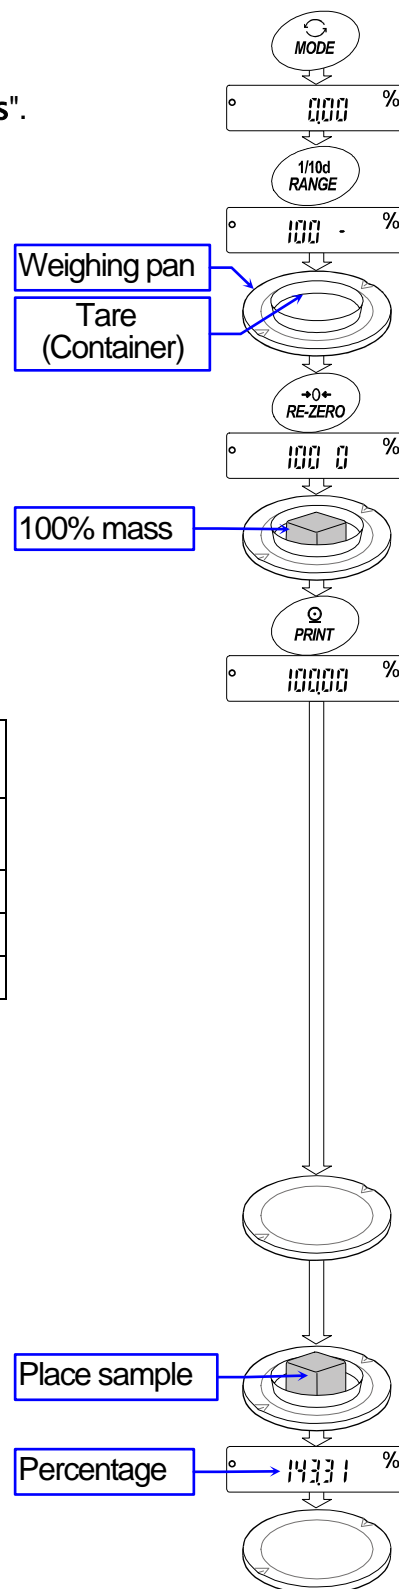 MODE
s".
0.00 %
1/10d
RANGE
100 - %
Weighing pan
Tare
(Container)
→0←
RE-ZERO
100 0 %
100% mass
PRINT
100.00 %
Place sample
Percentage
143.31 %